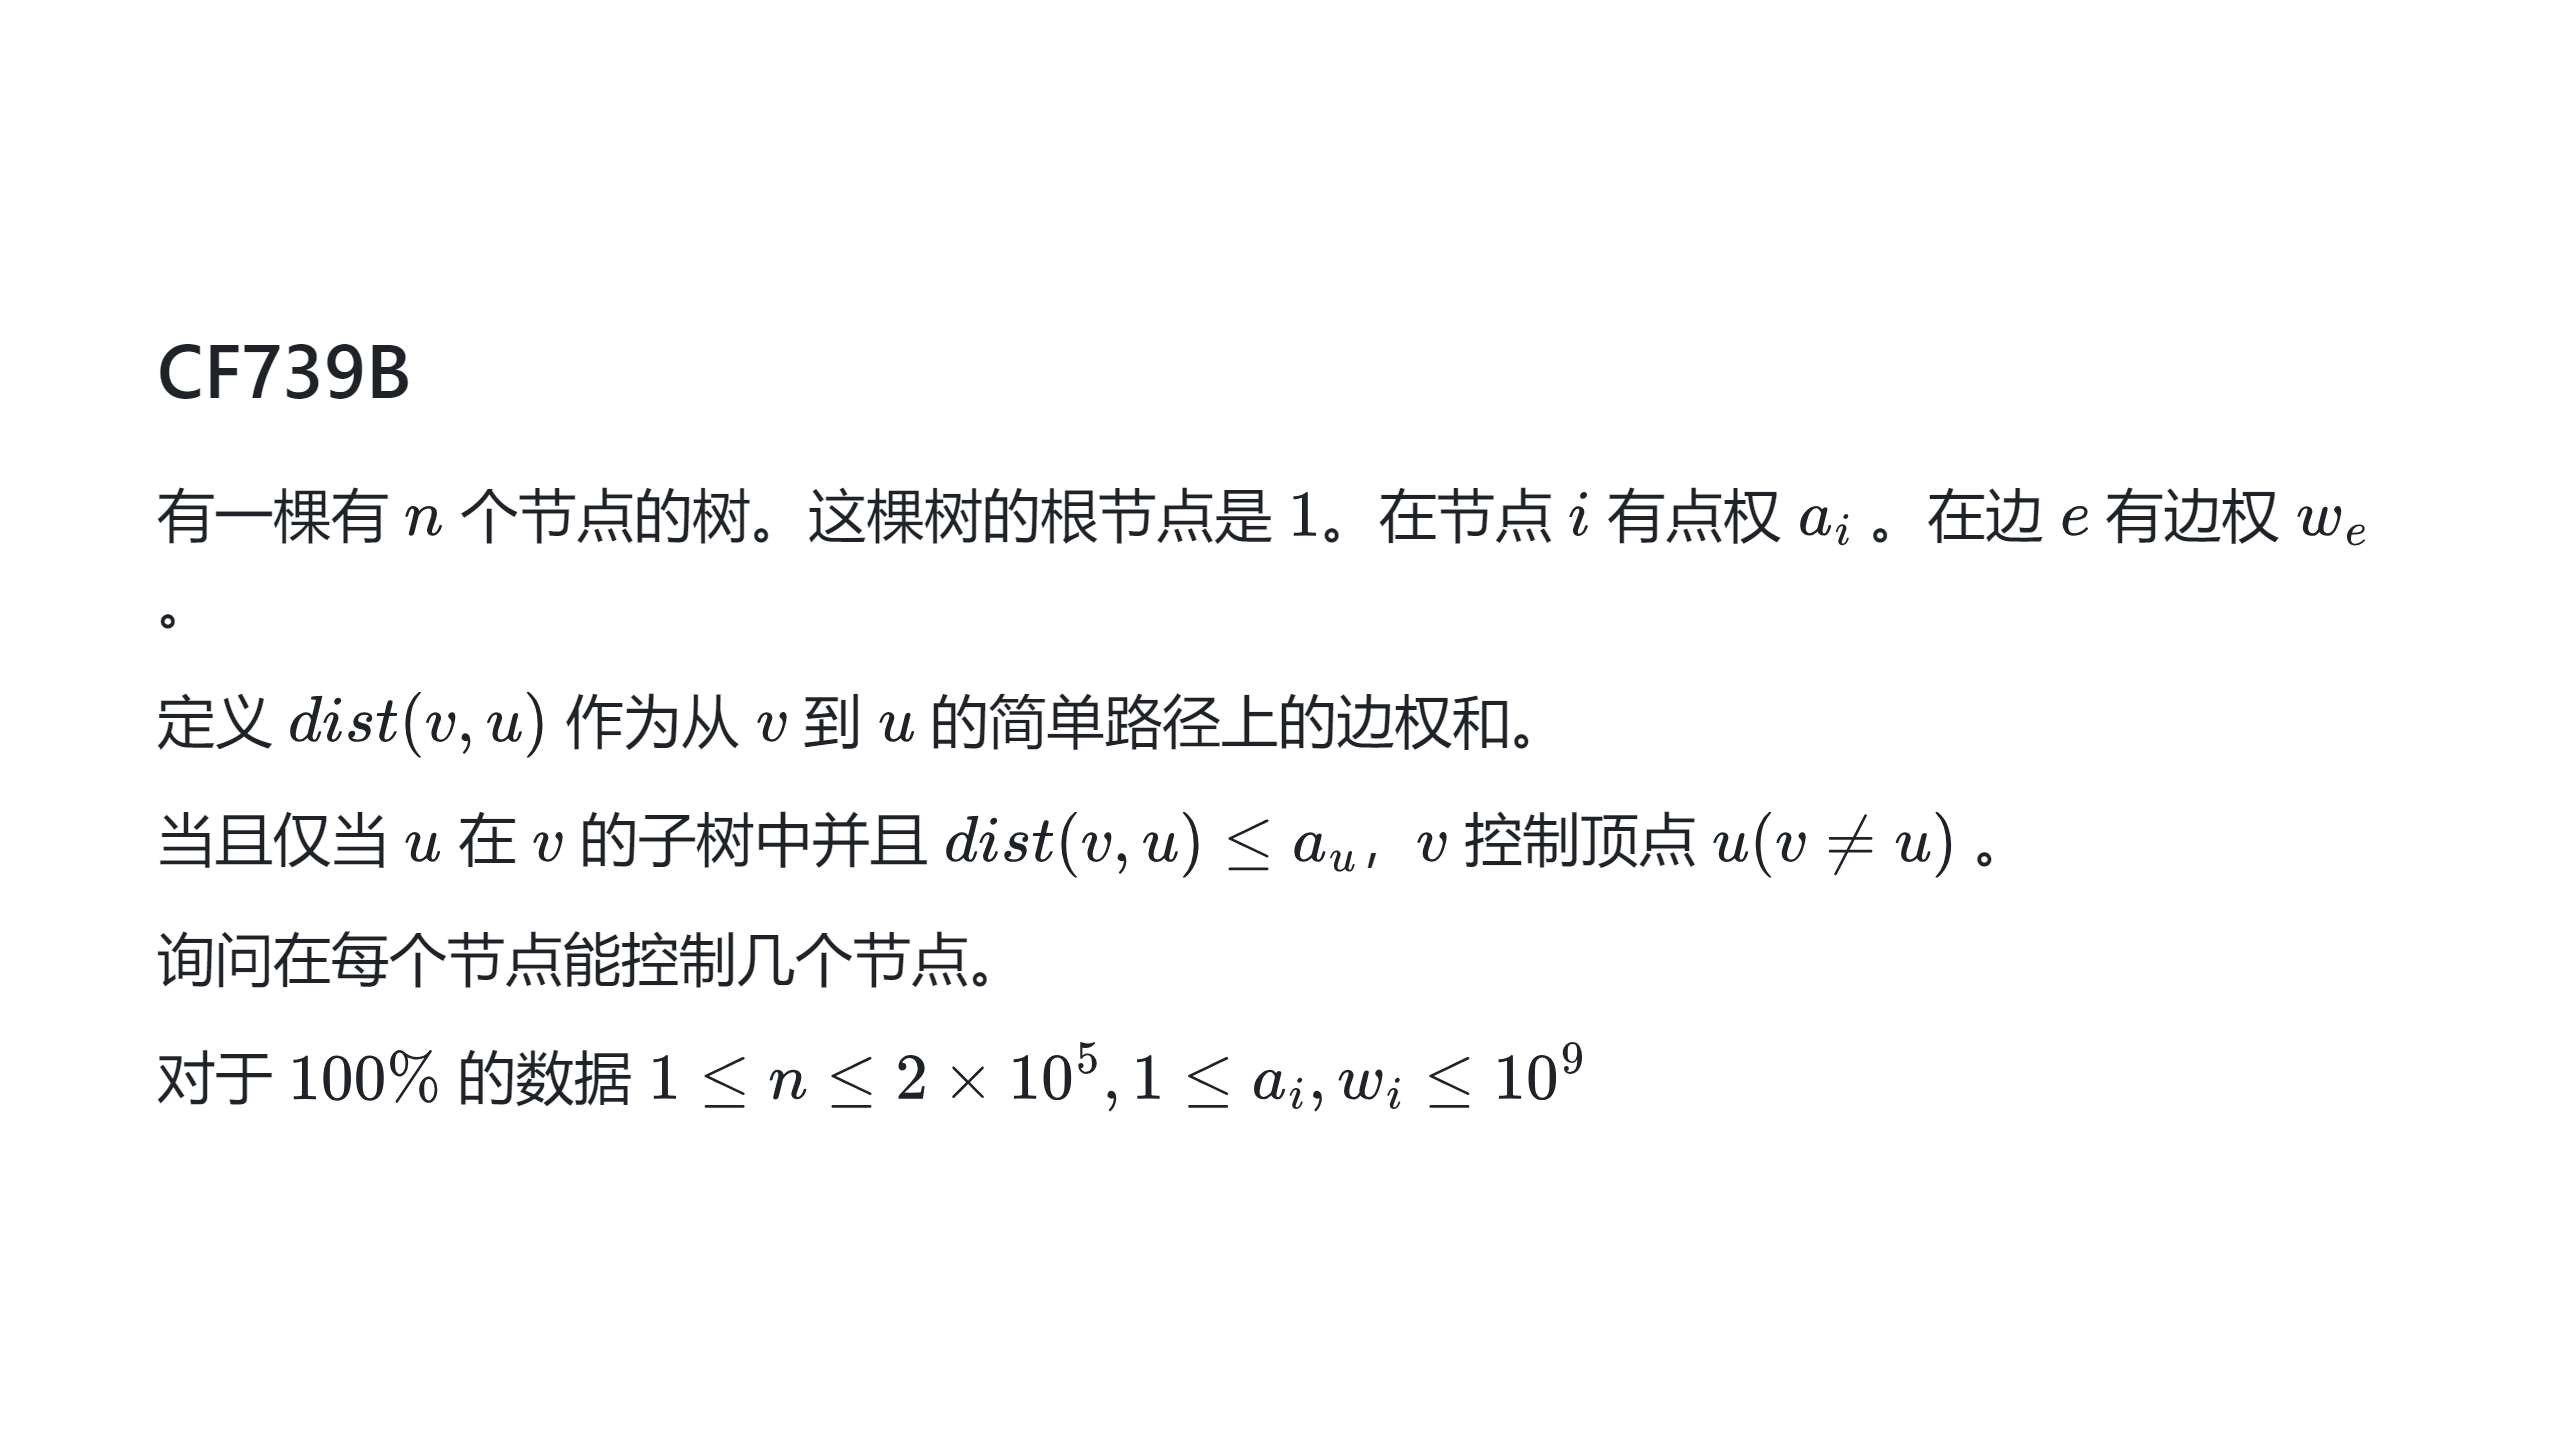 CF739B
有一棵有 n 个节点的树。这棵树的根节点是 1。在节点 i 有点权 a_i 。在边 e 有边权 w_e
。
定义 dist(v, u) 作为从 v 到 u 的简单路径上的边权和。
当且仅当 u 在 v 的子树中并且 dist(v, u) ≤ a_u，v 控制顶点 u(v ≠ u) 。
询问在每个节点能控制几个节点。
对于 100% 的数据 1 ≤ n ≤ 2 × 10^5, 1 ≤ a_i, w_i ≤ 10^9